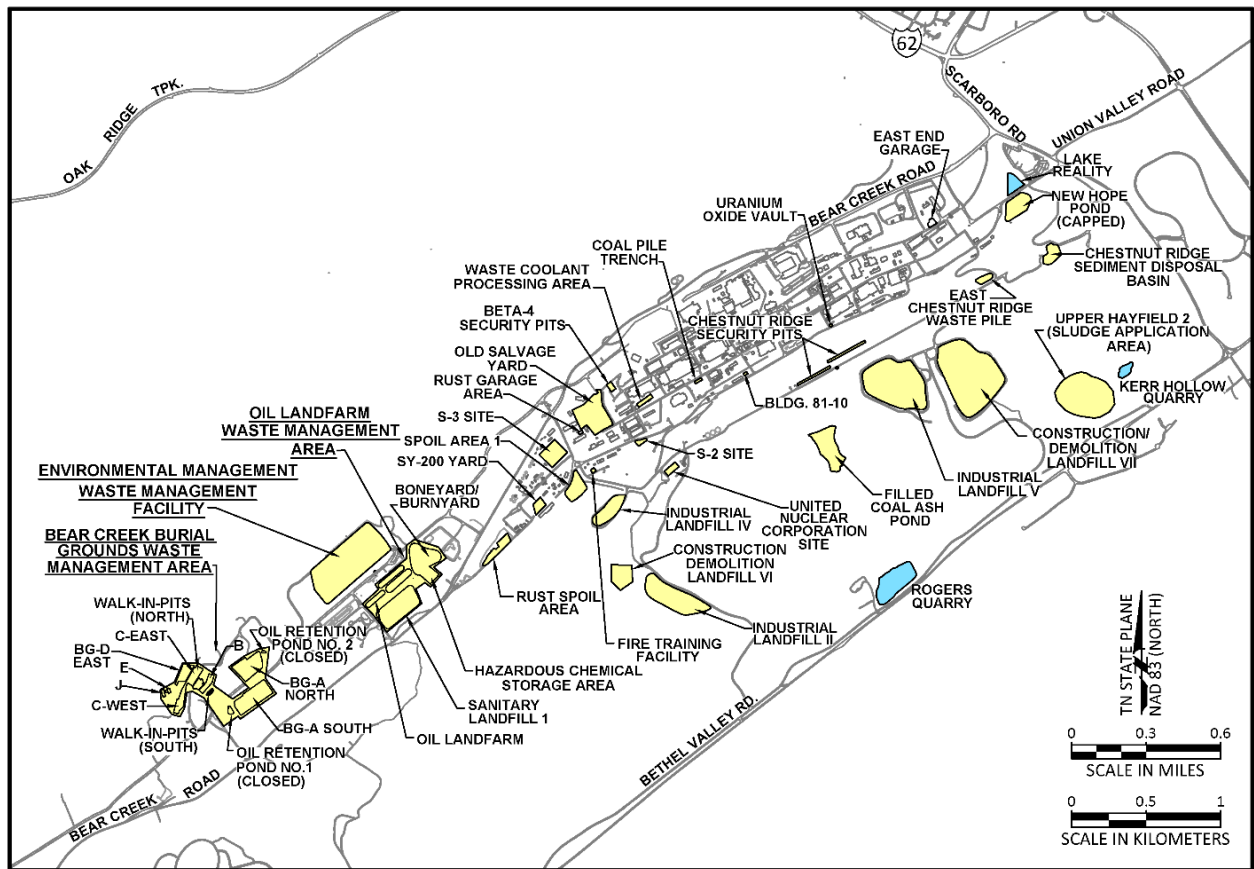 62
SCARBORO RD
UNION VALLEY ROAD
OAK RIDGE TPK.
EAST END
GARAGE
LAKE
REALITY
BEAR CREEK ROAD
NEW HOPE
POND
(CAPPED)
URANIUM
OXIDE VAULT
COAL PILE
TRENCH
CHESTNUT RIDGE
SEDIMENT DISPOSAL
BASIN
WASTE COOLANT
PROCESSING AREA
EAST
CHESTNUT RIDGE
WASTE PILE
BETA-4
SECURITY PITS
CHESTNUT RIDGE
SECURITY PITS
UPPER HAYFIELD 2
(SLUDGE APPLICATION
AREA)
OLD SALVAGE
YARD
RUST GARAGE
AREA
KERR HOLLOW
QUARRY
BLDG. 81-10
S-3 SITE
OIL LANDFARM
WASTE MANAGEMENT
AREA
SPOIL AREA 1
SY-200 YARD
S-2 SITE
CONSTRUCTION/
DEMOLITION
LANDFILL VII
INDUSTRIAL
LANDFILL V
ENVIRONMENTAL MANAGEMENT
WASTE MANAGEMENT
FACILITY
BONEYARD/
BURNYARD
FILLED
COAL ASH
POND
UNITED
NUCLEAR
CORPORATION
SITE
INDUSTRIAL
LANDFILL IV
BEAR CREEK BURIAL
GROUNDS WASTE
MANAGEMENT AREA
CONSTRUCTION
DEMOLITION
LANDFILL VI
RUST SPOIL
AREA
ROGERS
QUARRY
WALK-IN-PITS
(NORTH)
C-EAST
B
OIL RETENTION
POND NO. 2
(CLOSED)
BG-D
EAST
E
J
C-WEST
INDUSTRIAL
LANDFILL II
FIRE TRAINING
FACILITY
HAZARDOUS CHEMICAL
STORAGE AREA
BG-A
NORTH
SANITARY
LANDFILL 1
BG-A SOUTH
OIL LANDFARM
WALK-IN-PITS
(SOUTH)
OIL RETENTION
POND NO.1
(CLOSED)
BEAR CREEK ROAD
BETHEL VALLEY RD.
TN STATE PLANE
NAD 83 (NORTH)
0 0.3 0.6
SCALE IN MILES
0 0.5 1
SCALE IN KILOMETERS